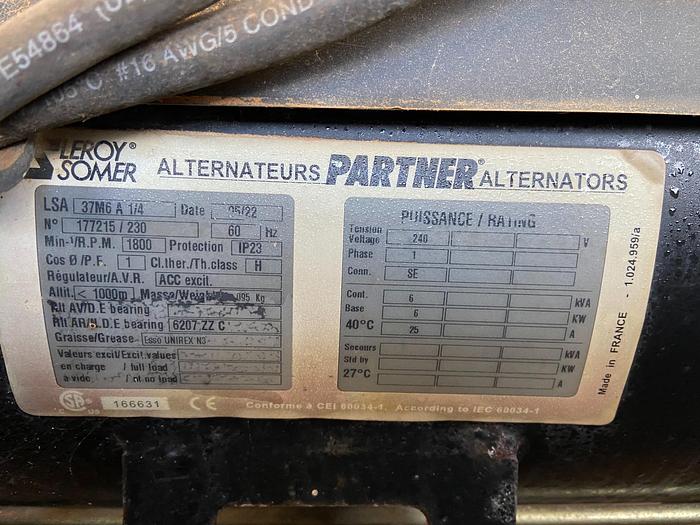 E54864
105°C #16 AWG/5 COND
LEROY® SOMER
ALTERNATEURS PARTNER® ALTERNATORS
LSA 37M6 A 1/4 Date 05/22
N° 177215 / 230 60 Hz
Min-¹/R.P.M. 1800 Protection IP23
Cos Ø /P.F. 1 Cl.ther./Th.class H
Régulateur/A.V.R. ACC excit.
Altit. < 1000m Masse/Weight 095 Kg
Rlt AV/D.E bearing
Rlt AR/N.D.E bearing 6207 ZZ C
Graisse/Grease Esso UNIREX N3
Valeurs excit/Excit.values
en charge / full load
à vide / at no load
166631 CE
PUISSANCE / RATING
Tension
Voltage 240 V
Phase 1
Conn. SE
Cont. 6 kVA
Base 6 KW
40°C 25 A
Secours kVA
Std by KW
27°C A
Conforme à CEI 60034-1. According to IEC 60034-1
Made in FRANCE - 1.024.959/a